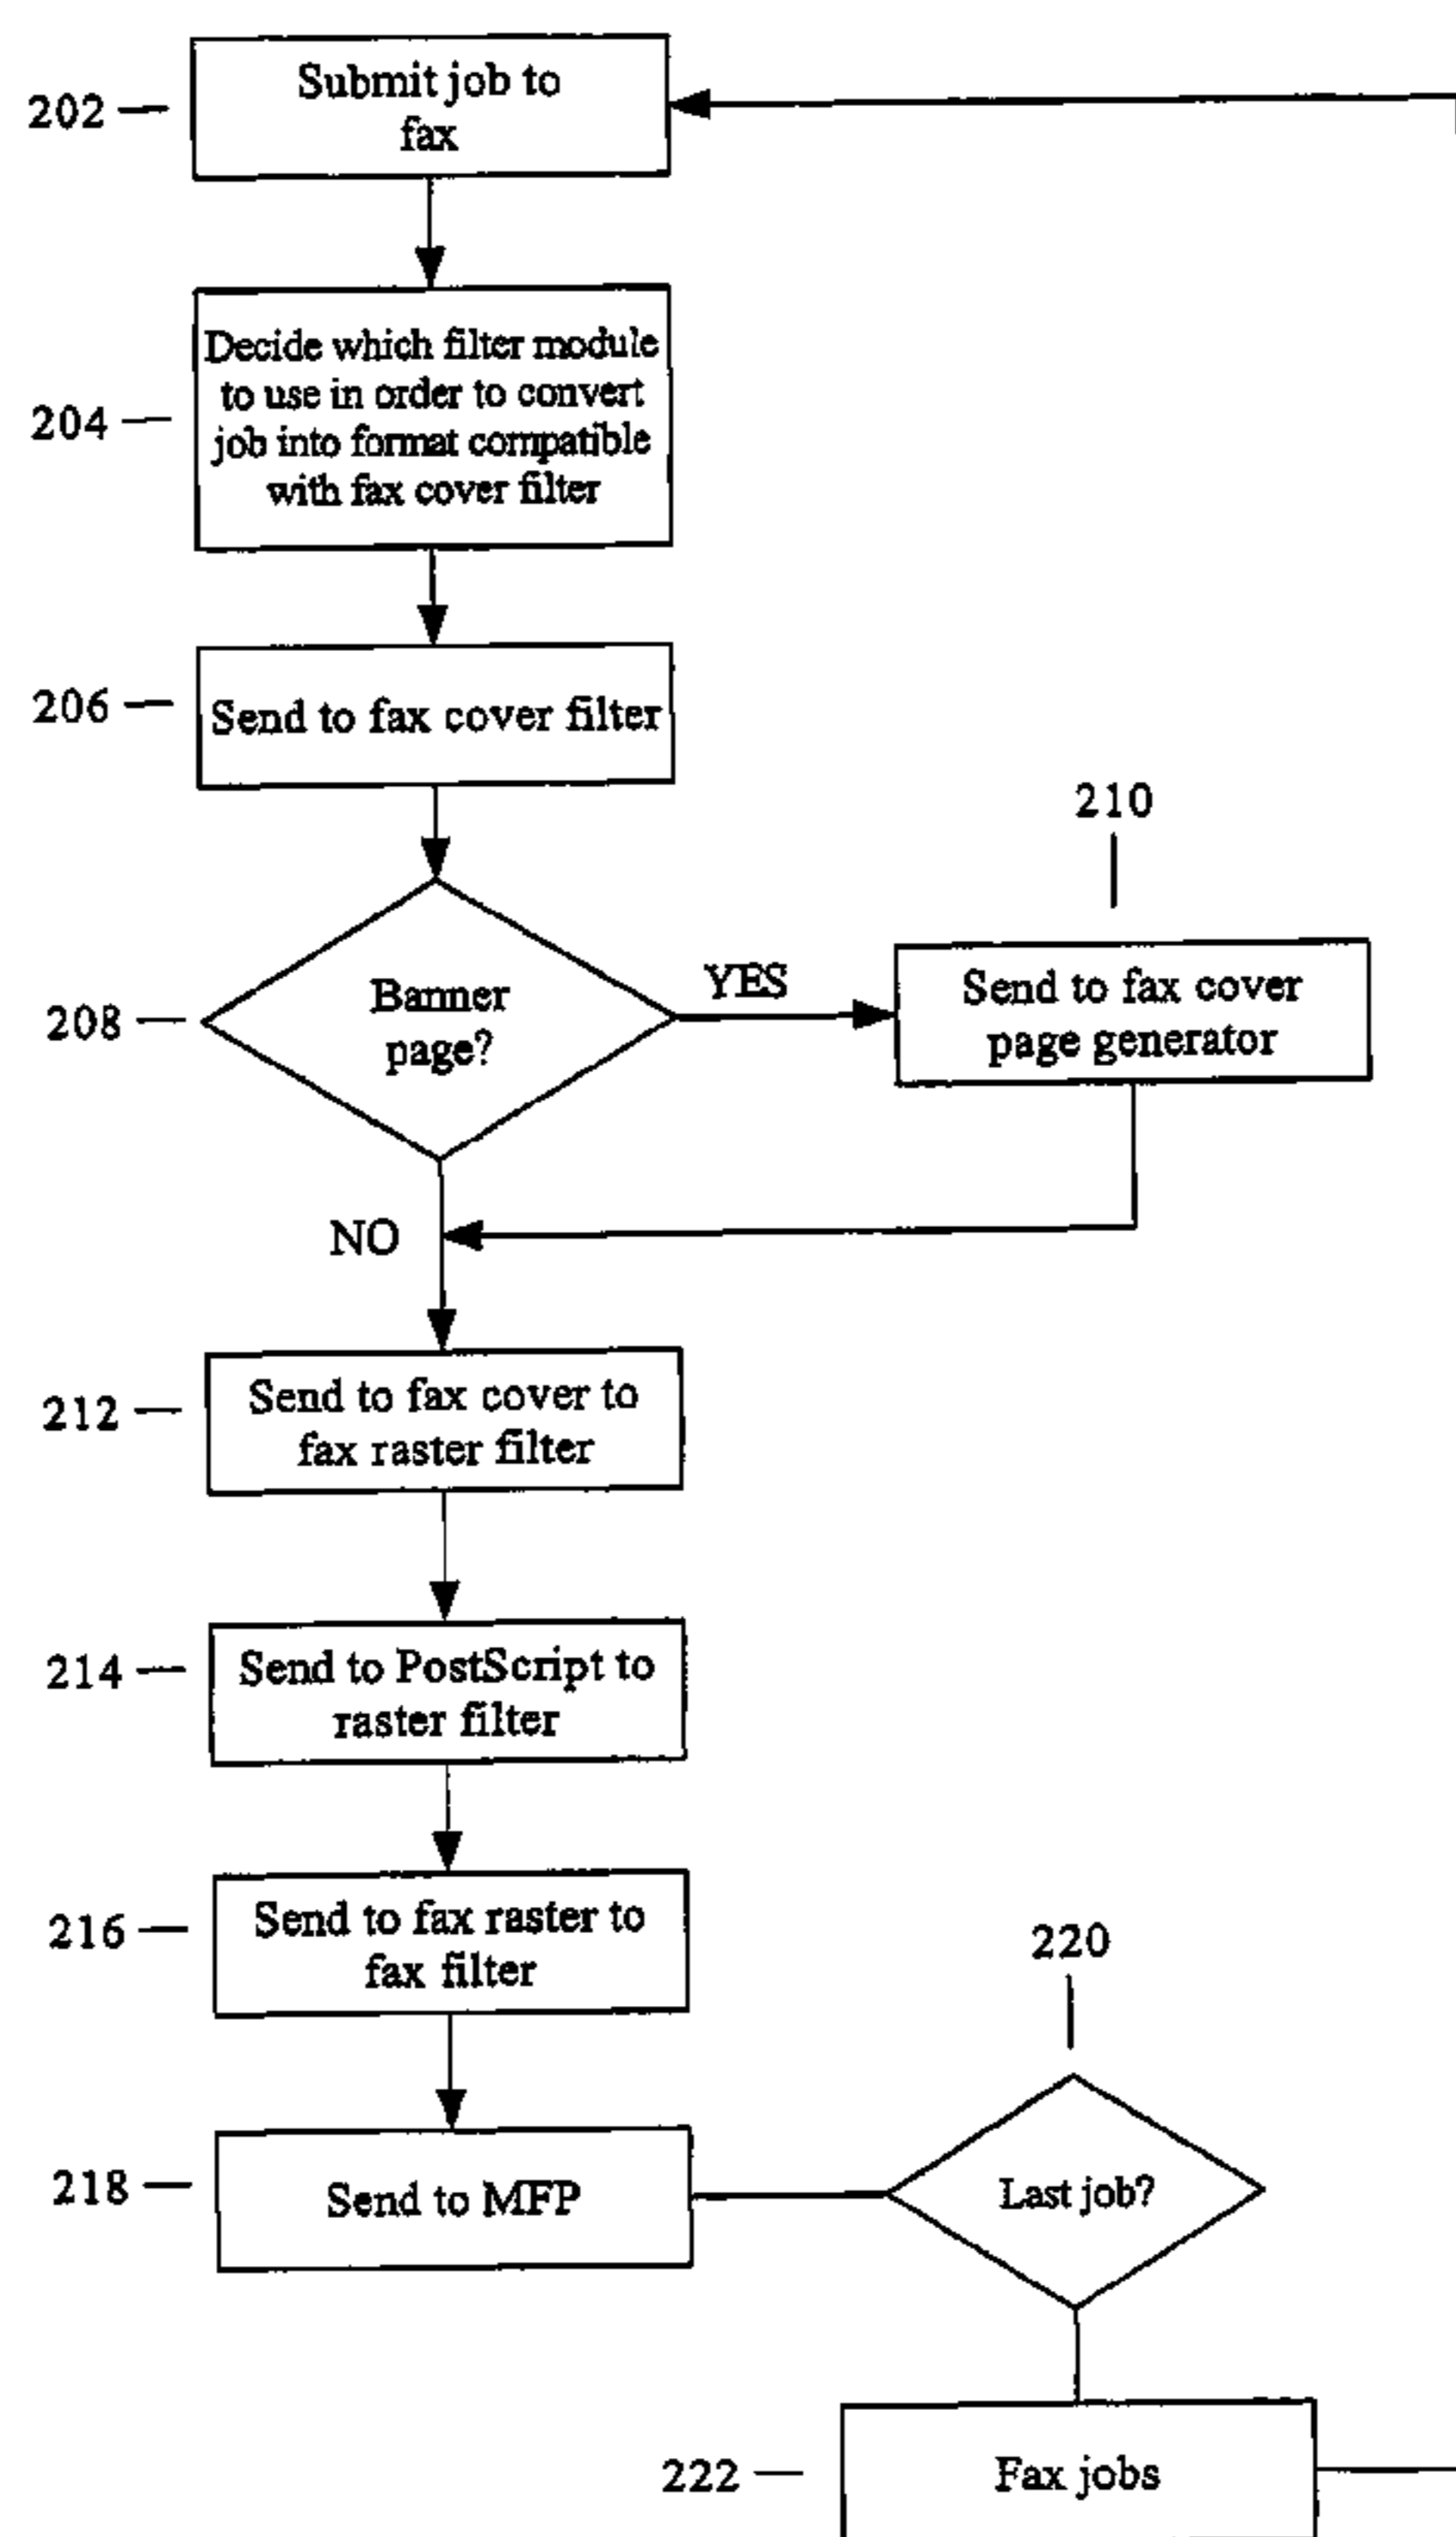 202
Submit job to
fax
204
Decide which filter module
to use in order to convert
job into format compatible
with fax cover filter
206
Send to fax cover filter
210
208
Banner
page?
YES
Send to fax cover
page generator
NO
212
Send to fax cover to
fax raster filter
214
Send to PostScript to
raster filter
216
Send to fax raster to
fax filter
220
218
Send to MFP
Last job?
222
Fax jobs